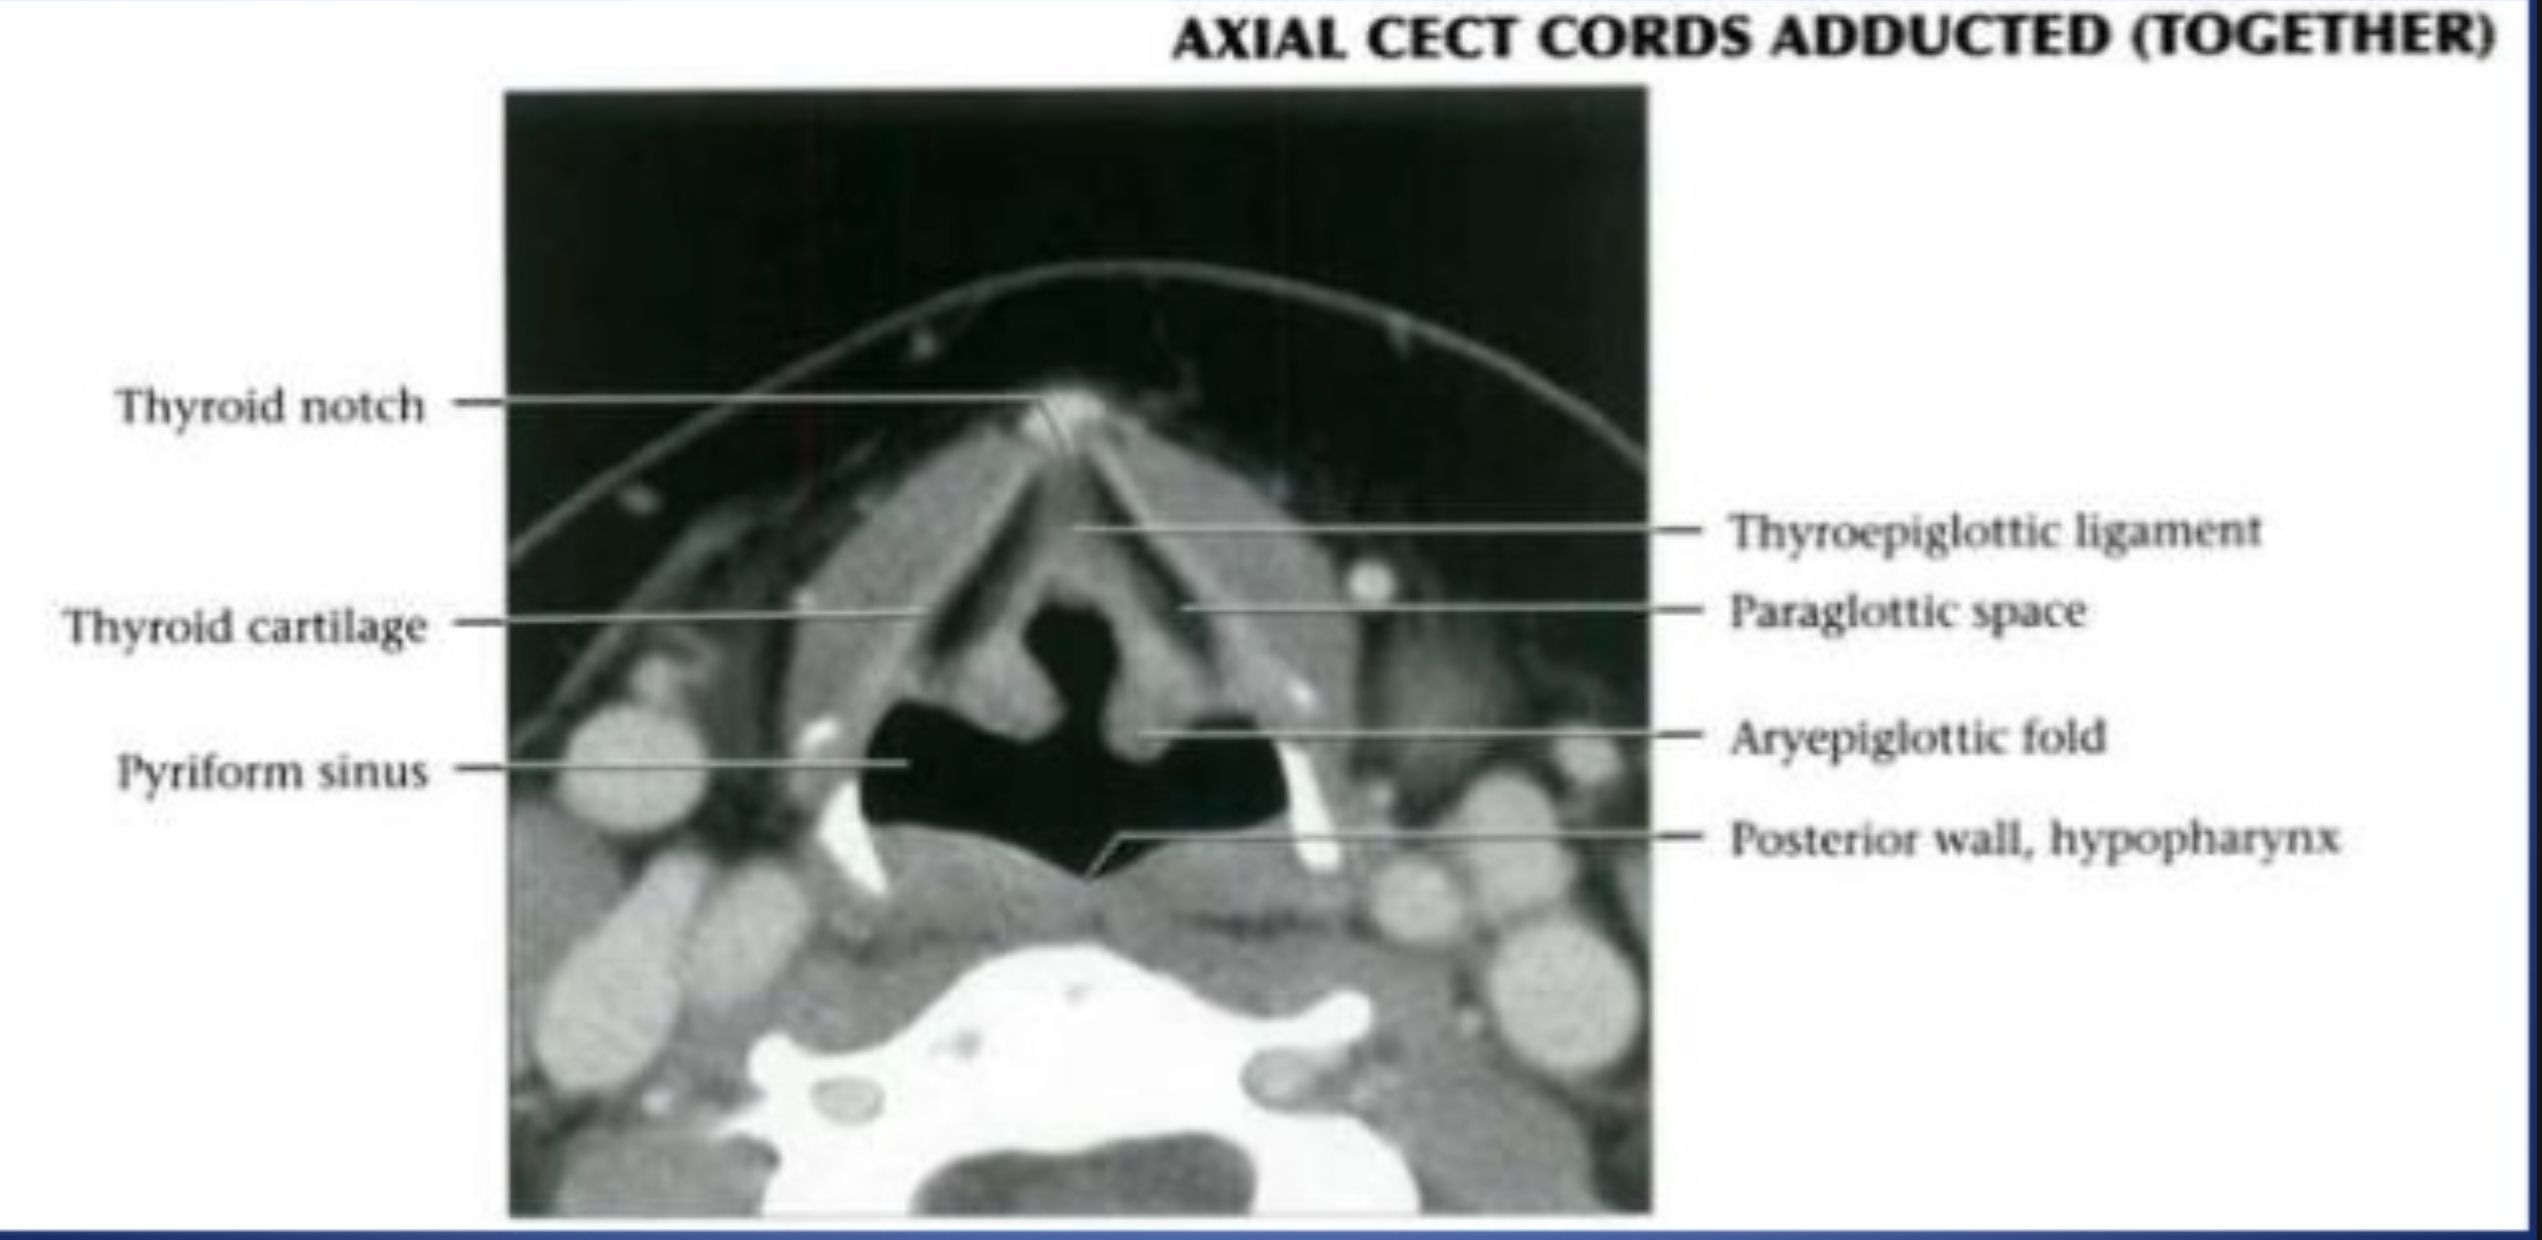 AXIAL CECT CORDS ADDUCTED (TOGETHER)
Thyroid notch
Thyroid cartilage
Pyriform sinus
Thyroepiglottic ligament
Paraglottic space
Aryepiglottic fold
Posterior wall, hypopharynx